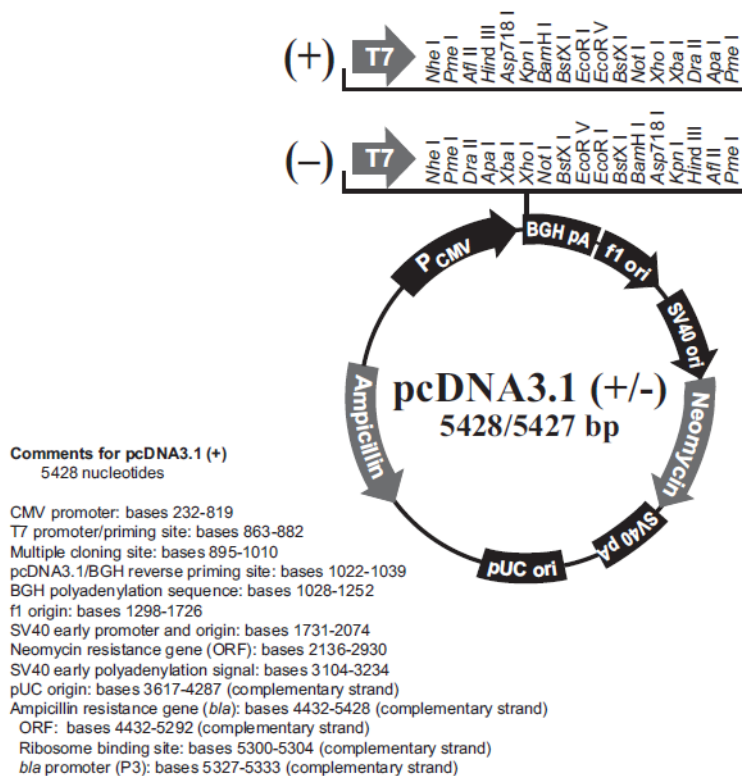 (+)
T7
Nhe I
Pme I
Afl II
Hind III
Asp718 I
Kpn I
BamH I
BstX I
EcoR I
EcoR V
BstX I
Not I
Xho I
Xba I
Dra II
Apa I
Pme I
(–)
T7
Nhe I
Pme I
Dra II
Apa I
Xba I
Xho I
Not I
BstX I
EcoR V
EcoR I
BstX I
BamH I
Asp718 I
Kpn I
Hind III
Afl II
Pme I
P CMV
BGH pA
f1 ori
SV40 ori
Neomycin
SV40 pA
pUC ori
Ampicillin
pcDNA3.1 (+/-)
5428/5427 bp
Comments for pcDNA3.1 (+)
5428 nucleotides
CMV promoter: bases 232-819
T7 promoter/priming site: bases 863-882
Multiple cloning site: bases 895-1010
pcDNA3.1/BGH reverse priming site: bases 1022-1039
BGH polyadenylation sequence: bases 1028-1252
f1 origin: bases 1298-1726
SV40 early promoter and origin: bases 1731-2074
Neomycin resistance gene (ORF): bases 2136-2930
SV40 early polyadenylation signal: bases 3104-3234
pUC origin: bases 3617-4287 (complementary strand)
Ampicillin resistance gene (bla): bases 4432-5428 (complementary strand)
ORF: bases 4432-5292 (complementary strand)
Ribosome binding site: bases 5300-5304 (complementary strand)
bla promoter (P3): bases 5327-5333 (complementary strand)